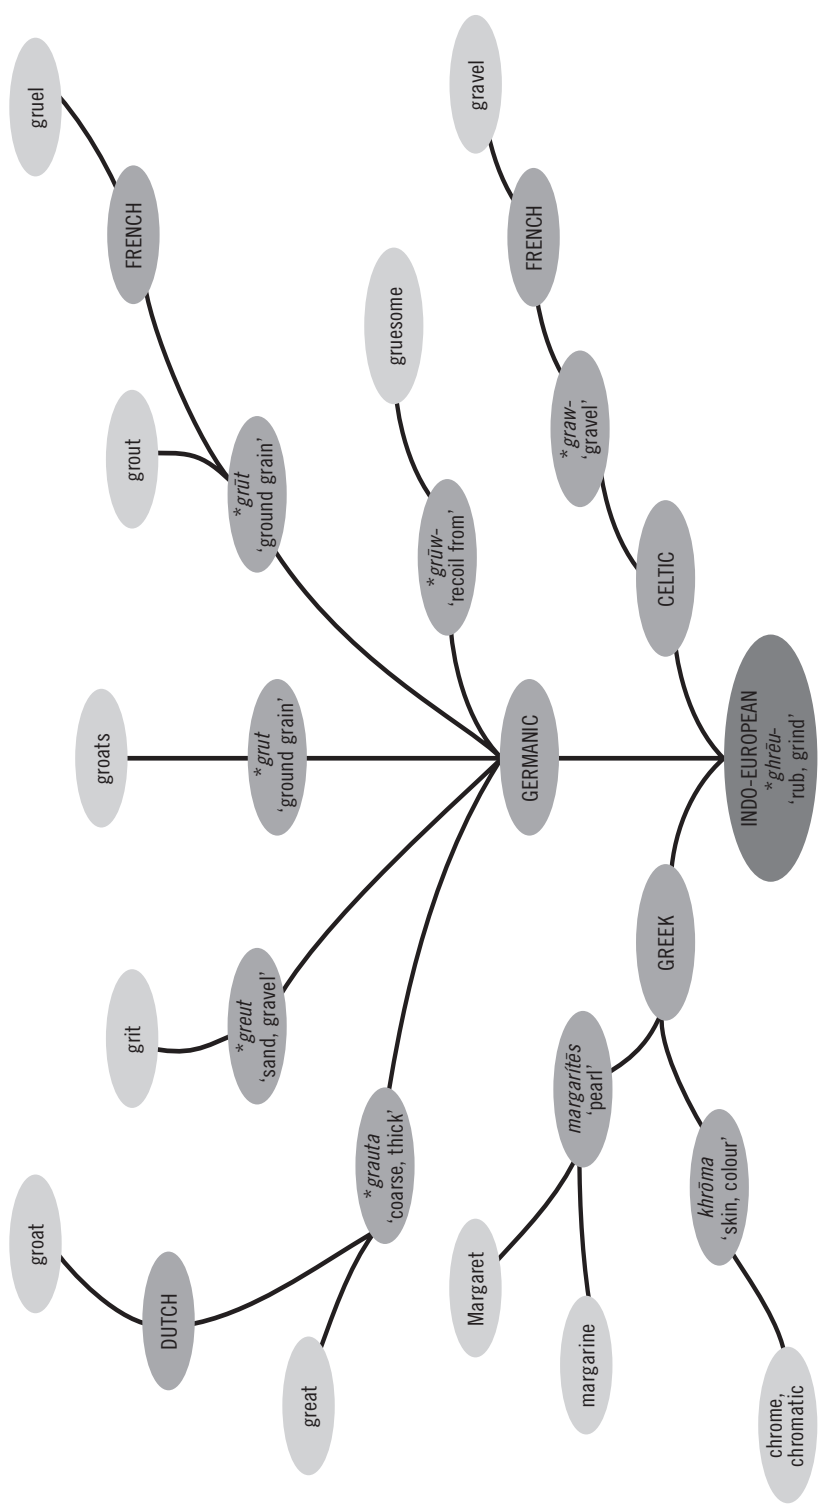 groat
gruel
groats
grit
grout
FRENCH
DUTCH
*greut
‘sand, gravel’
*grut
‘ground grain’
*grūt
‘ground grain’
great
*grauta
‘coarse, thick’
gruesome
*grūw-
‘recoil from’
Margaret
gravel
GERMANIC
FRENCH
margarine
margarítēs
‘pearl’
*graw-
‘gravel’
GREEK
CELTIC
khrōma
‘skin, colour’
chrome,
chromatic
INDO-EUROPEAN
*ghrēu-
‘rub, grind’